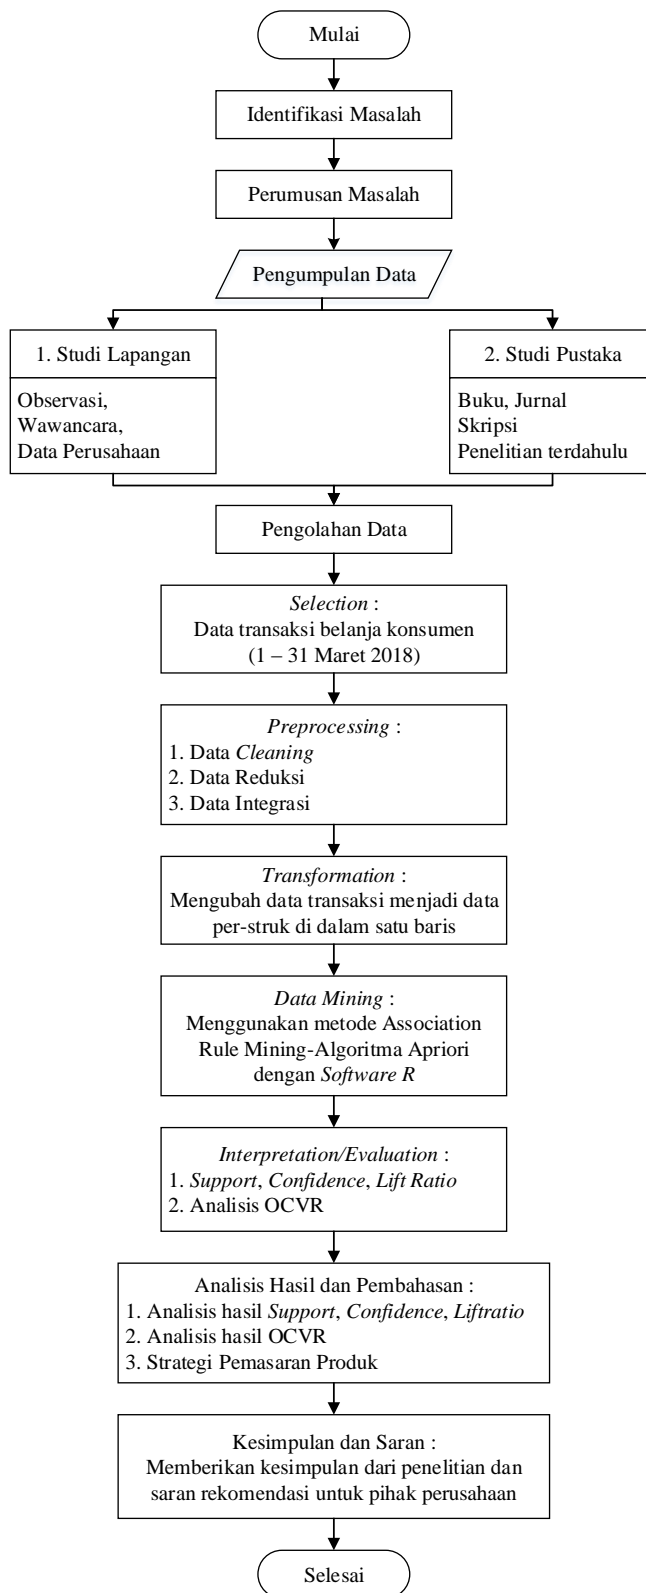 Mulai
Identifikasi Masalah
Perumusan Masalah
Pengumpulan Data
1. Studi Lapangan
Observasi,
Wawancara,
Data Perusahaan
2. Studi Pustaka
Buku, Jurnal
Skripsi
Penelitian terdahulu
Pengolahan Data
Selection :
Data transaksi belanja konsumen
(1 – 31 Maret 2018)
Preprocessing :
1. Data Cleaning
2. Data Reduksi
3. Data Integrasi
Transformation :
Mengubah data transaksi menjadi data
per-struk di dalam satu baris
Data Mining :
Menggunakan metode Association
Rule Mining-Algoritma Apriori
dengan Software R
Interpretation/Evaluation :
1. Support, Confidence, Lift Ratio
2. Analisis OCVR
Analisis Hasil dan Pembahasan :
1. Analisis hasil Support, Confidence, Liftratio
2. Analisis hasil OCVR
3. Strategi Pemasaran Produk
Kesimpulan dan Saran :
Memberikan kesimpulan dari penelitian dan
saran rekomendasi untuk pihak perusahaan
Selesai